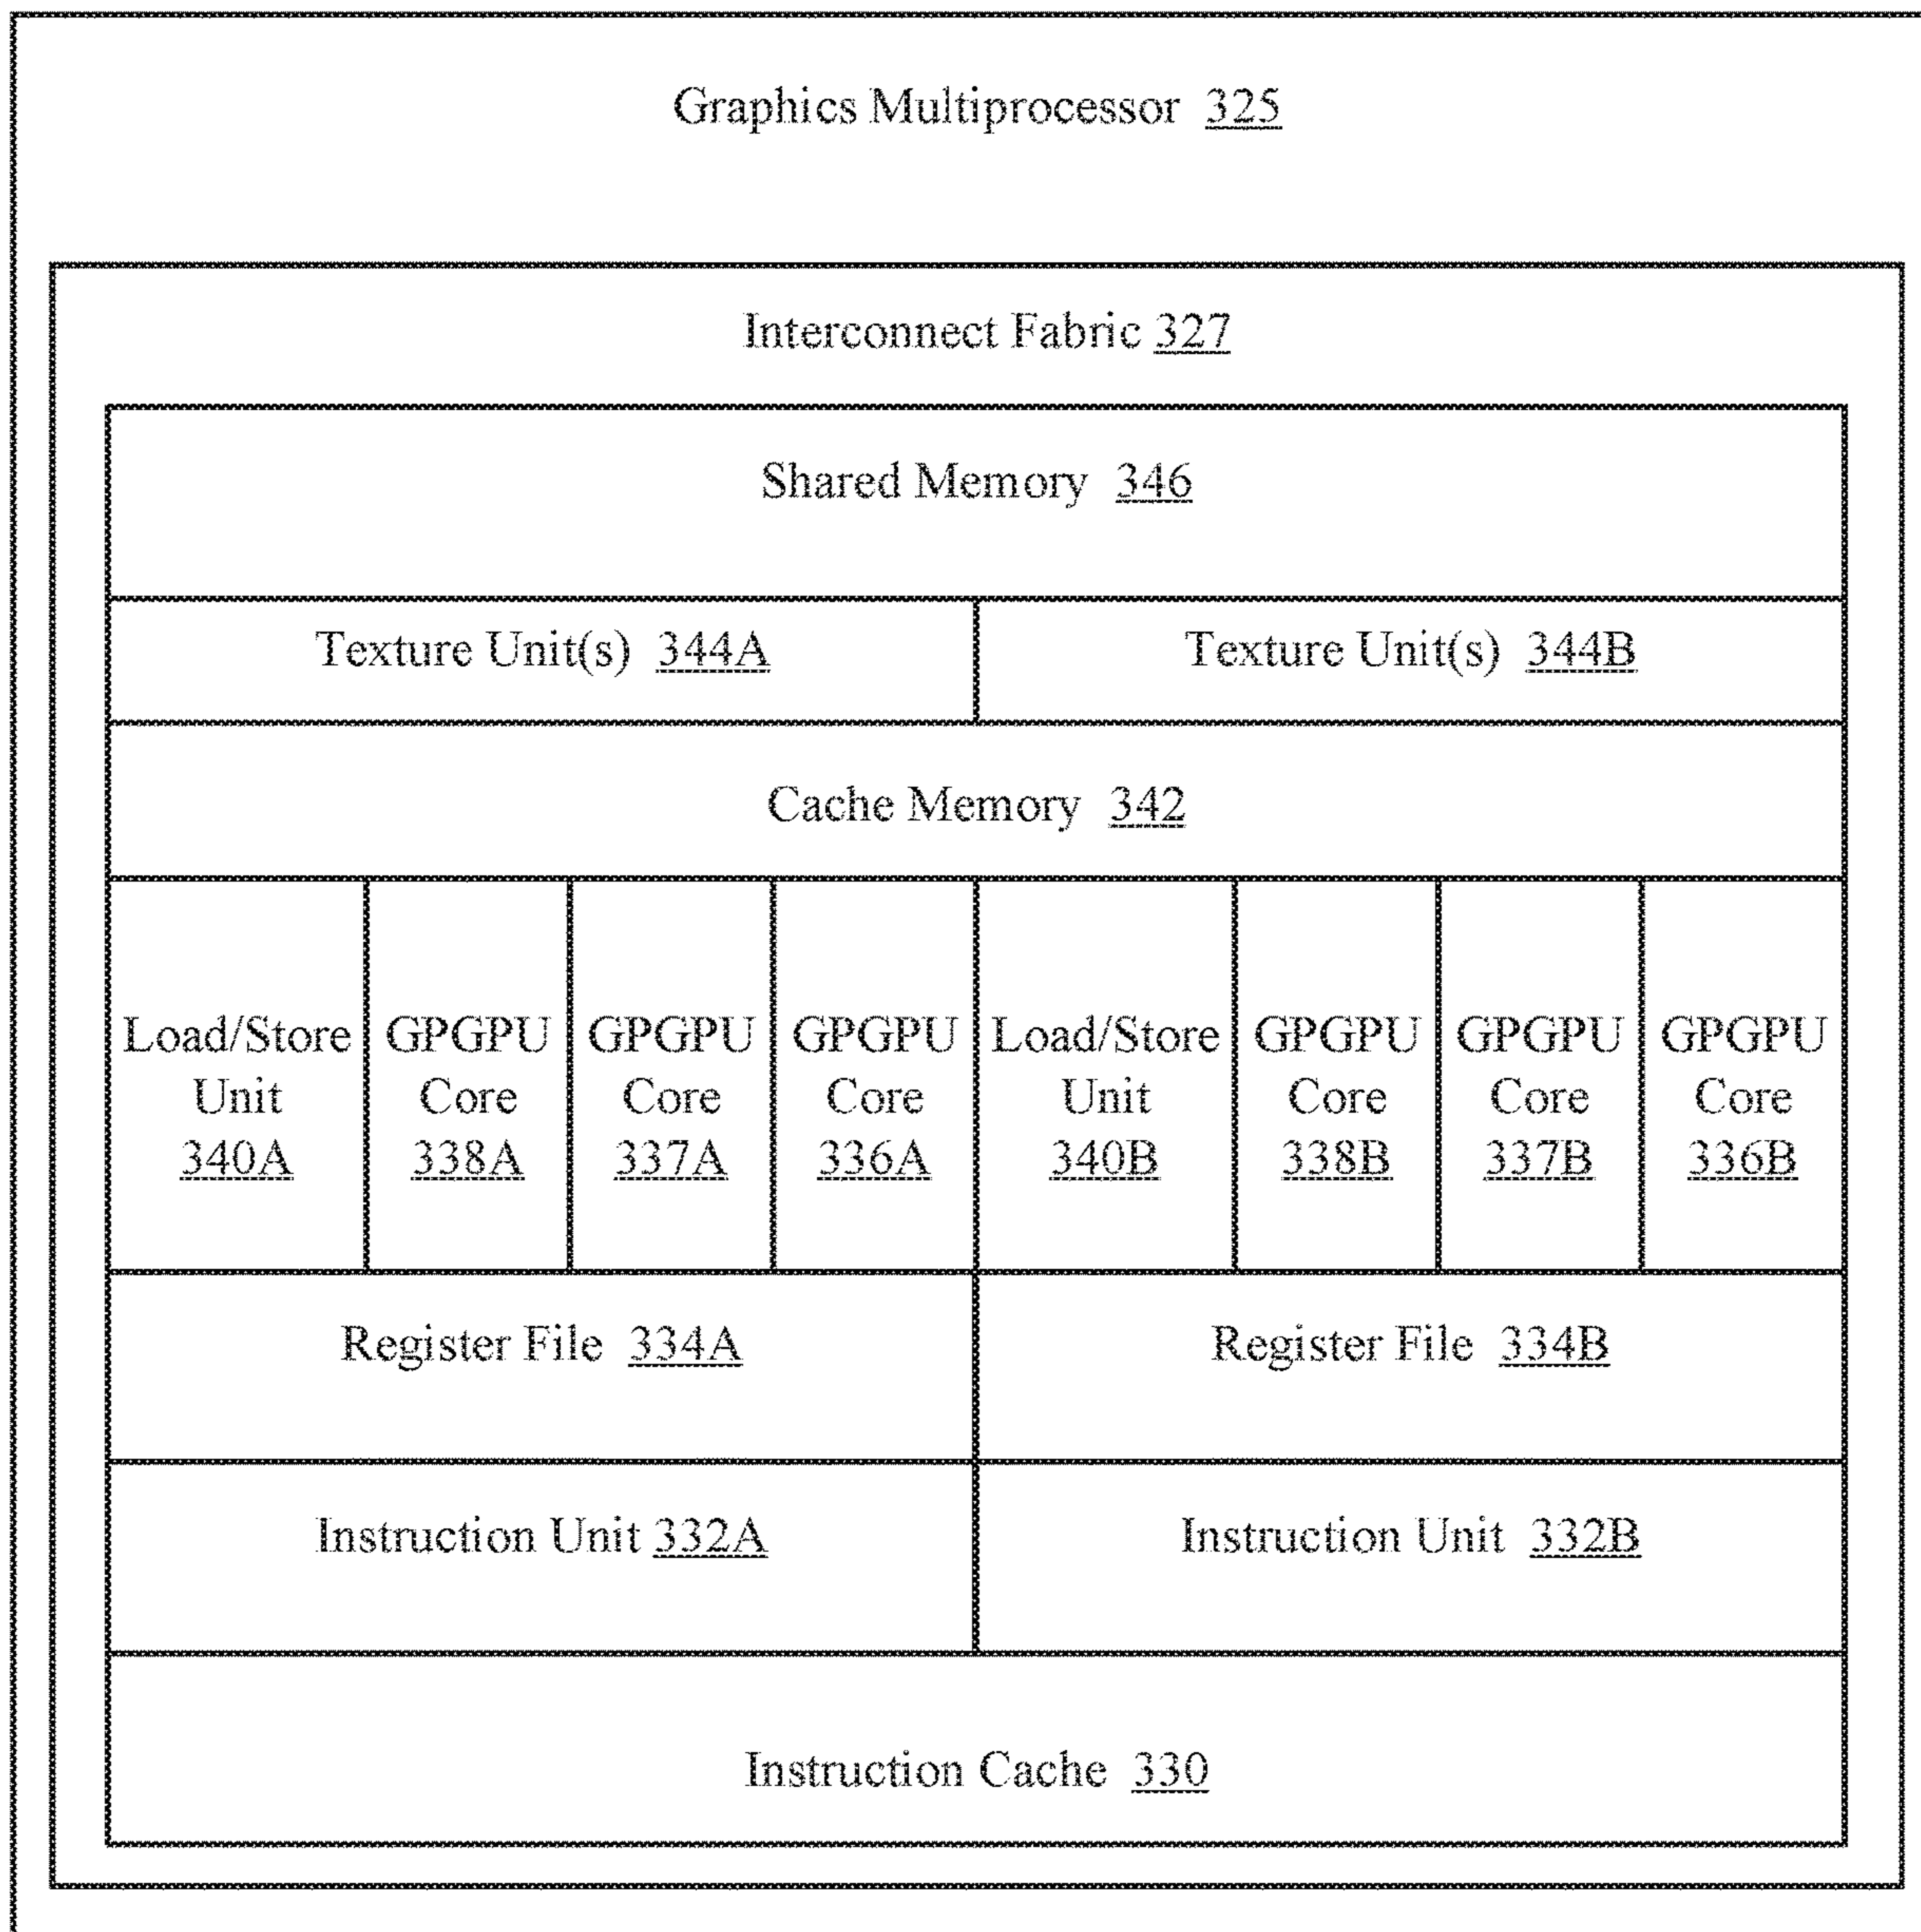 Graphics Multiprocessor 325
Interconnect Fabric 327
Shared Memory 346
Texture Unit(s) 344A
Texture Unit(s) 344B
Cache Memory 342
Load/Store
Unit
340A
GPGPU
Core
338A
GPGPU
Core
337A
GPGPU
Core
336A
Load/Store
Unit
340B
GPGPU
Core
338B
GPGPU
Core
337B
GPGPU
Core
336B
Register File 334A
Register File 334B
Instruction Unit 332A
Instruction Unit 332B
Instruction Cache 330